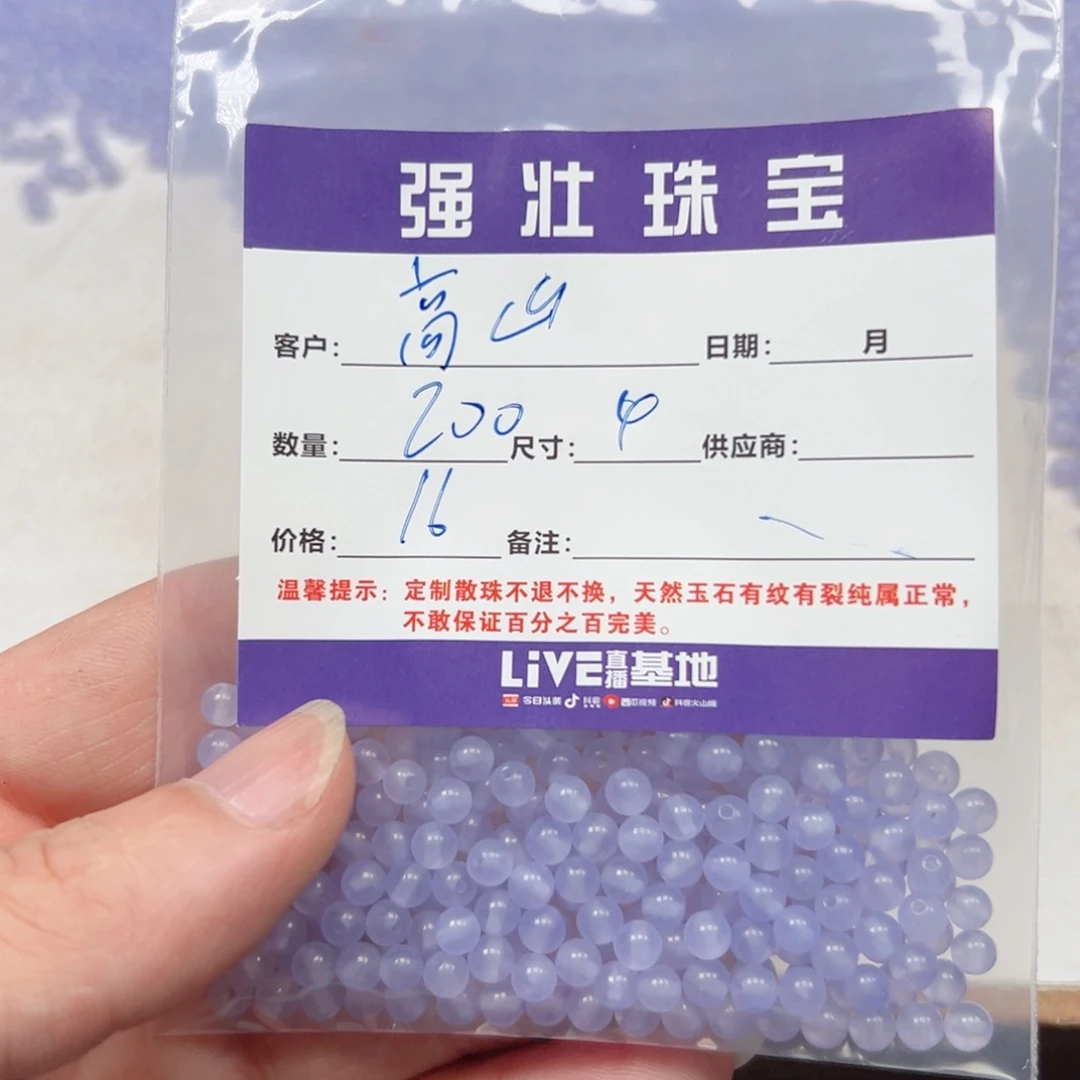 强壮珠宝
客户: 高山 日期: 月
数量: 200 尺寸: 4 供应商:
价格: 16 备注:
温馨提示: 定制散珠不退不换，天然玉石有纹有裂纯属正常，
不敢保证百分之百完美。
LiVE直播基地
今日头条 抖音 西瓜视频 抖音火山版